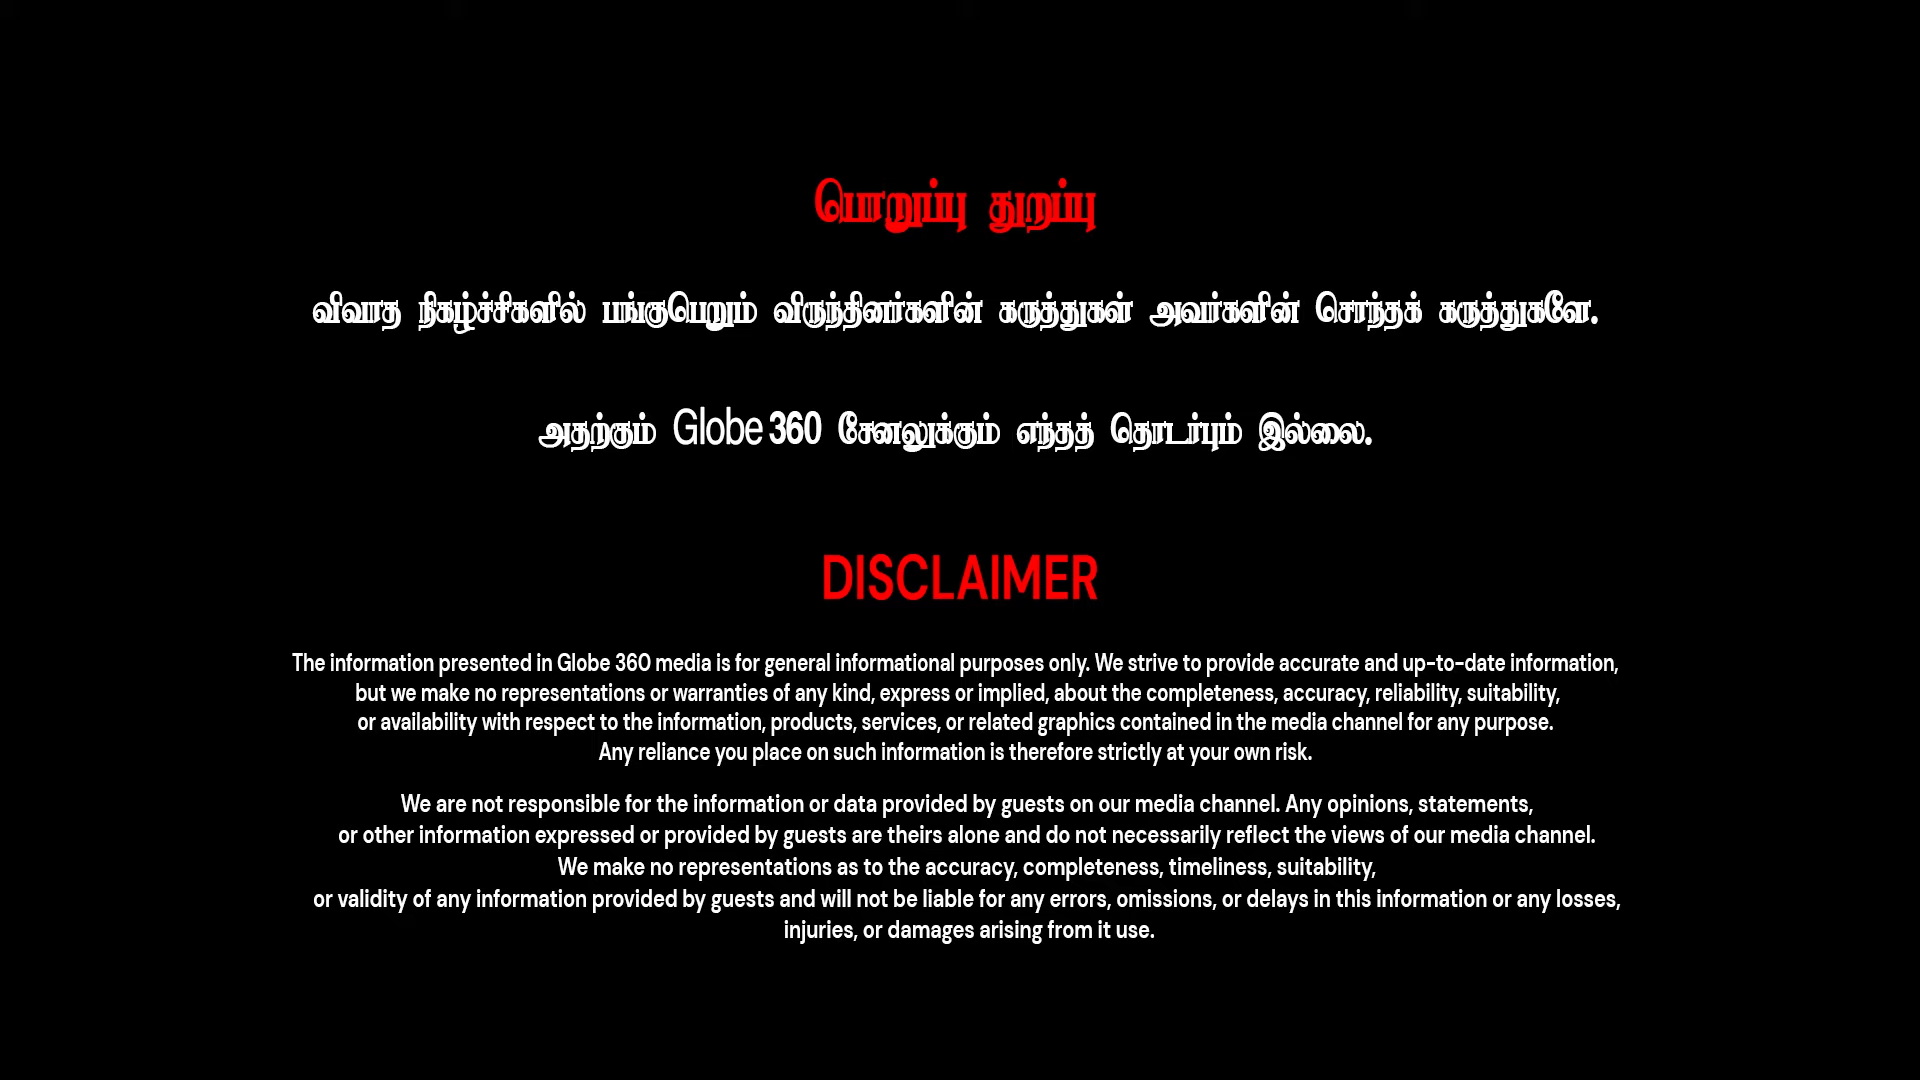 பொறுப்பு துறப்பு
விவாத நிகழ்ச்சிகளில் பங்குபெறும் விருந்தினர்களின் கருத்துகள் அவர்களின் சொந்தக் கருத்துகளே.
அதற்கும் Globe 360 சேனலுக்கும் எந்தத் தொடர்பும் இல்லை.
DISCLAIMER
The information presented in Globe 360 media is for general informational purposes only. We strive to provide accurate and up-to-date information,
but we make no representations or warranties of any kind, express or implied, about the completeness, accuracy, reliability, suitability,
or availability with respect to the information, products, services, or related graphics contained in the media channel for any purpose.
Any reliance you place on such information is therefore strictly at your own risk.
We are not responsible for the information or data provided by guests on our media channel. Any opinions, statements,
or other information expressed or provided by guests are theirs alone and do not necessarily reflect the views of our media channel.
We make no representations as to the accuracy, completeness, timeliness, suitability,
or validity of any information provided by guests and will not be liable for any errors, omissions, or delays in this information or any losses,
injuries, or damages arising from it use.